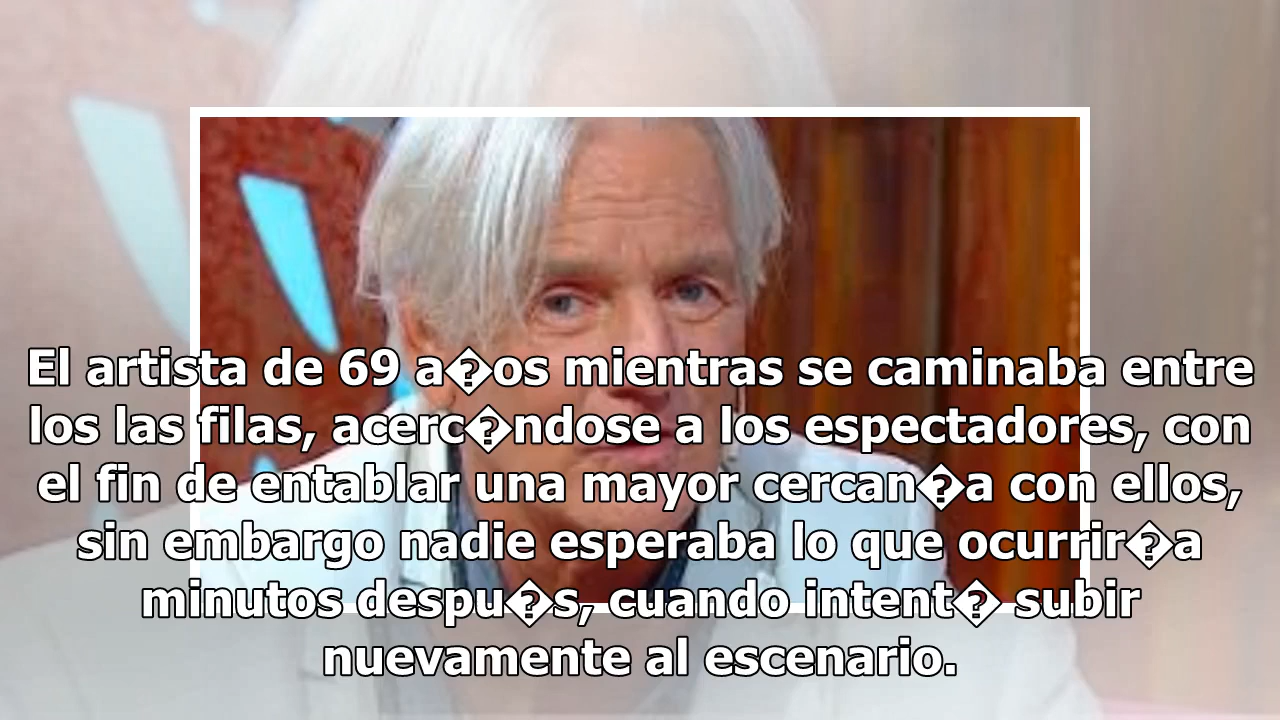 El artista de 69 a�os mientras se caminaba entre
los las filas, acerc�ndose a los espectadores, con
el fin de entablar una mayor cercan�a con ellos,
sin embargo nadie esperaba lo que ocurrir�a
minutos despu�s, cuando intent� subir
nuevamente al escenario.